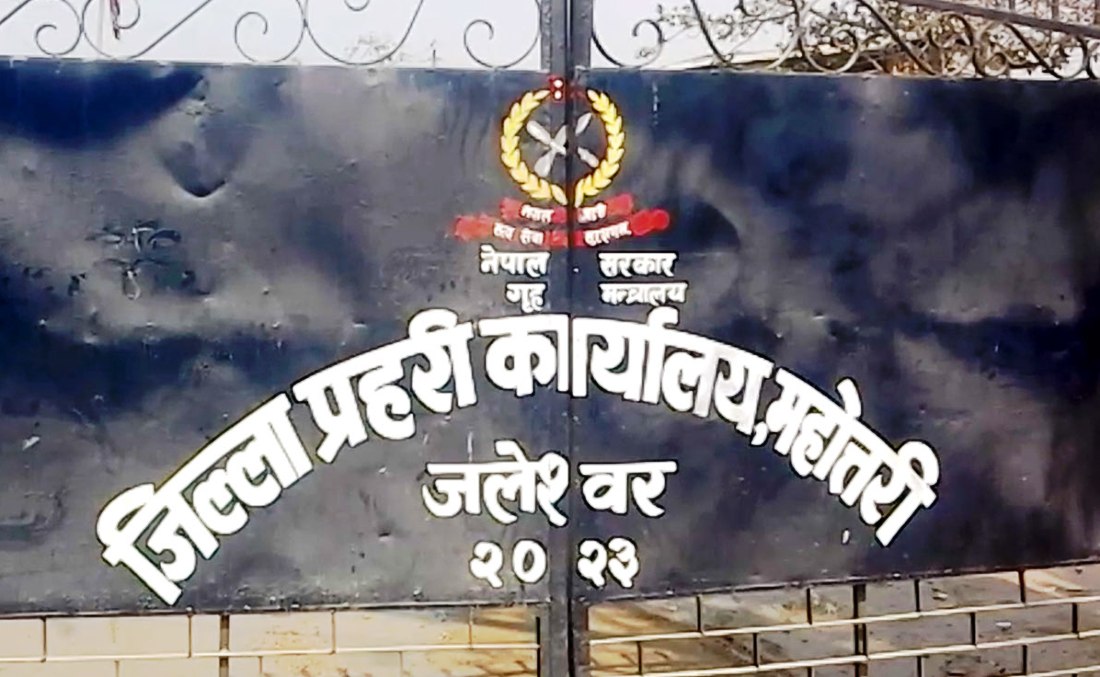 नेपाल सरकार
गृह मन्त्रालय
जिल्ला प्रहरी कार्यालय, महोतरी
जलेश्वर
२०२३